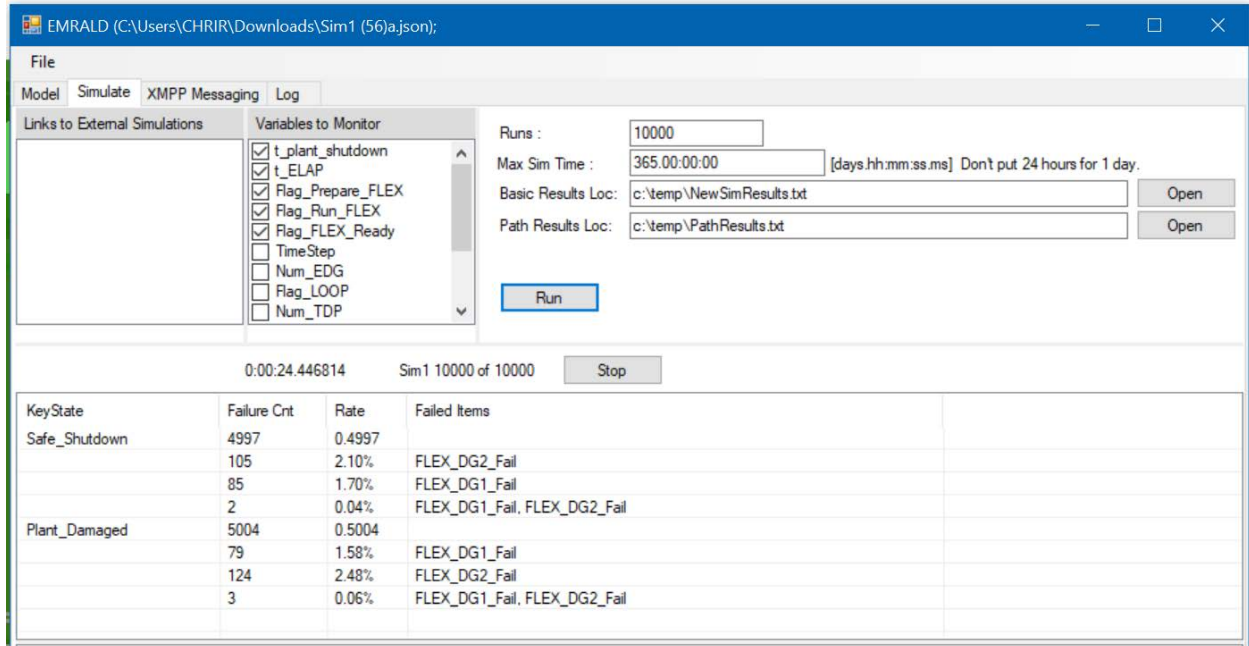 EMRALD (C:\Users\CHRIR\Downloads\Sim1 (56)a.json);
File
Model Simulate XMPP Messaging Log
Links to External Simulations
Variables to Monitor
t_plant_shutdown
t_ELAP
Flag_Prepare_FLEX
Flag_Run_FLEX
Flag_FLEX_Ready
TimeStep
Num_EDG
Flag_LOOP
Num_TDP
Runs : 10000
Max Sim Time : 365.00:00:00 [days.hh:mm:ss.ms] Don't put 24 hours for 1 day.
Basic Results Loc: c:\temp\NewSimResults.txt Open
Path Results Loc: c:\temp\PathResults.txt Open
Run
0:00:24.446814 Sim1 10000 of 10000 Stop
KeyState Failure Cnt Rate Failed Items
Safe_Shutdown 4997 0.4997
105 2.10% FLEX_DG2_Fail
85 1.70% FLEX_DG1_Fail
2 0.04% FLEX_DG1_Fail, FLEX_DG2_Fail
Plant_Damaged 5004 0.5004
79 1.58% FLEX_DG1_Fail
124 2.48% FLEX_DG2_Fail
3 0.06% FLEX_DG1_Fail, FLEX_DG2_Fail